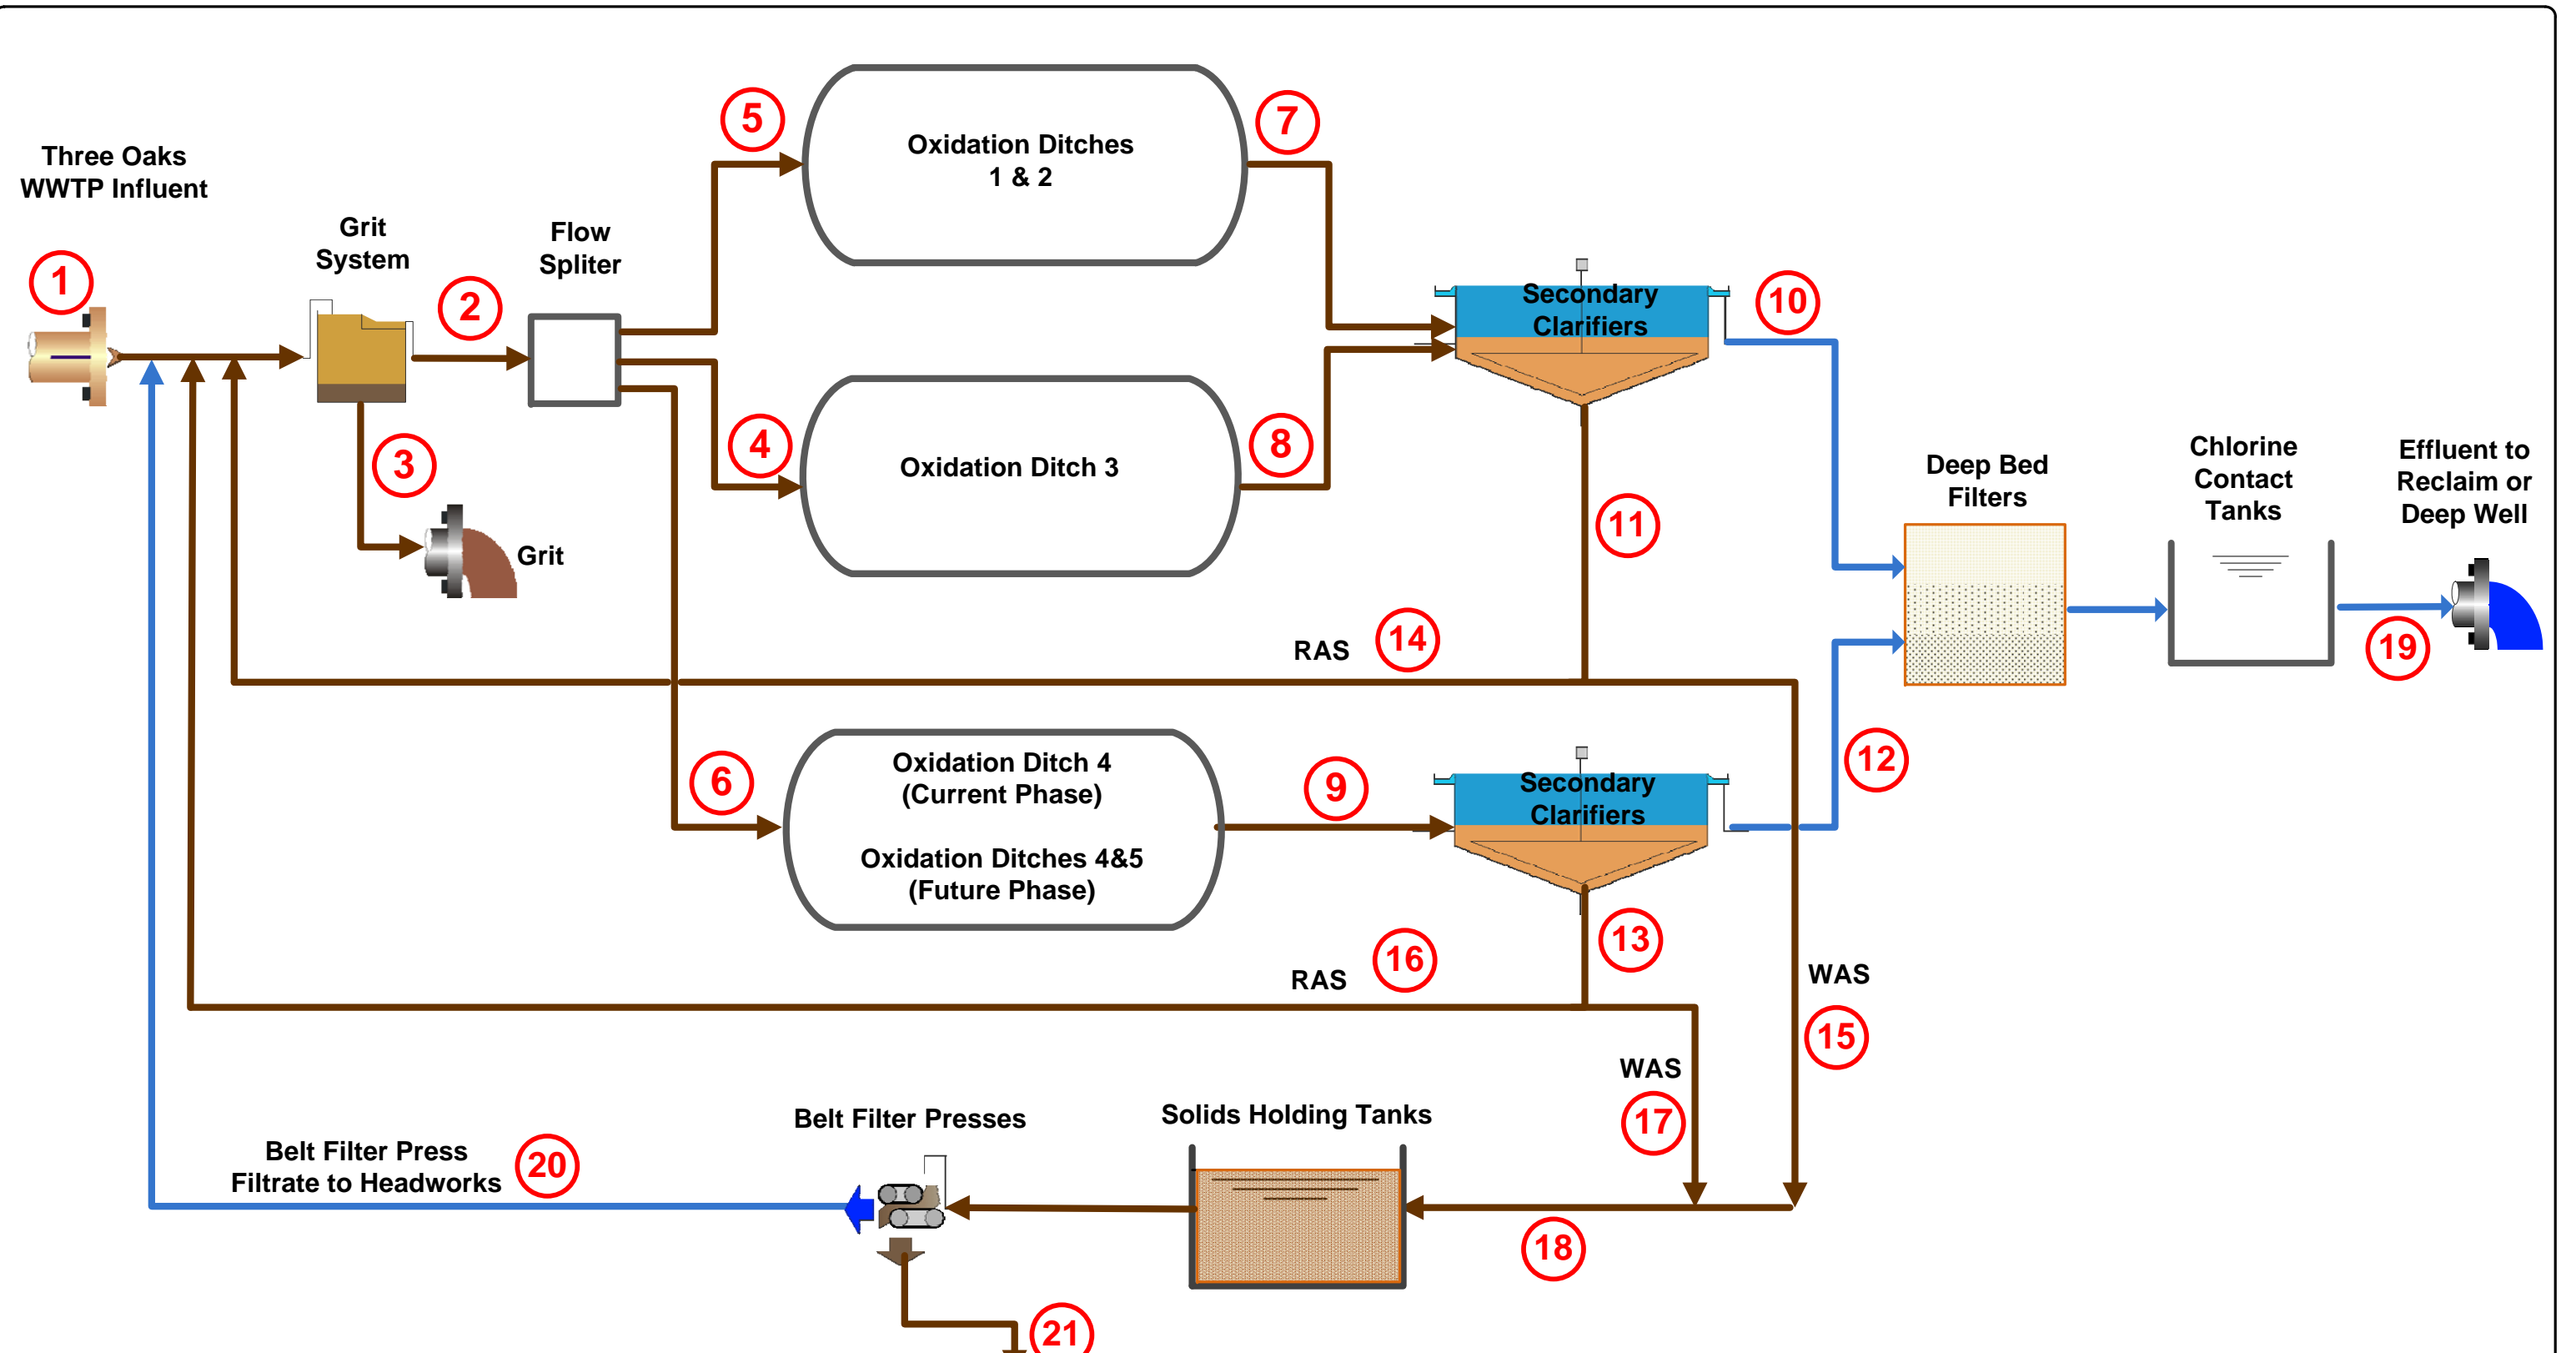 Three Oaks
WWTP Influent
1
Grit
System
2
Flow
Spliter
3
Grit
5
Oxidation Ditches
1 & 2
7
4
Oxidation Ditch 3
8
Secondary
Clarifiers
10
11
Deep Bed
Filters
Chlorine
Contact
Tanks
Effluent to
Reclaim or
Deep Well
19
RAS
14
6
Oxidation Ditch 4
(Current Phase)
Oxidation Ditches 4&5
(Future Phase)
9
Secondary
Clarifiers
12
13
RAS
16
WAS
15
WAS
17
Belt Filter Presses
Solids Holding Tanks
Belt Filter Press
Filtrate to Headworks
20
18
21